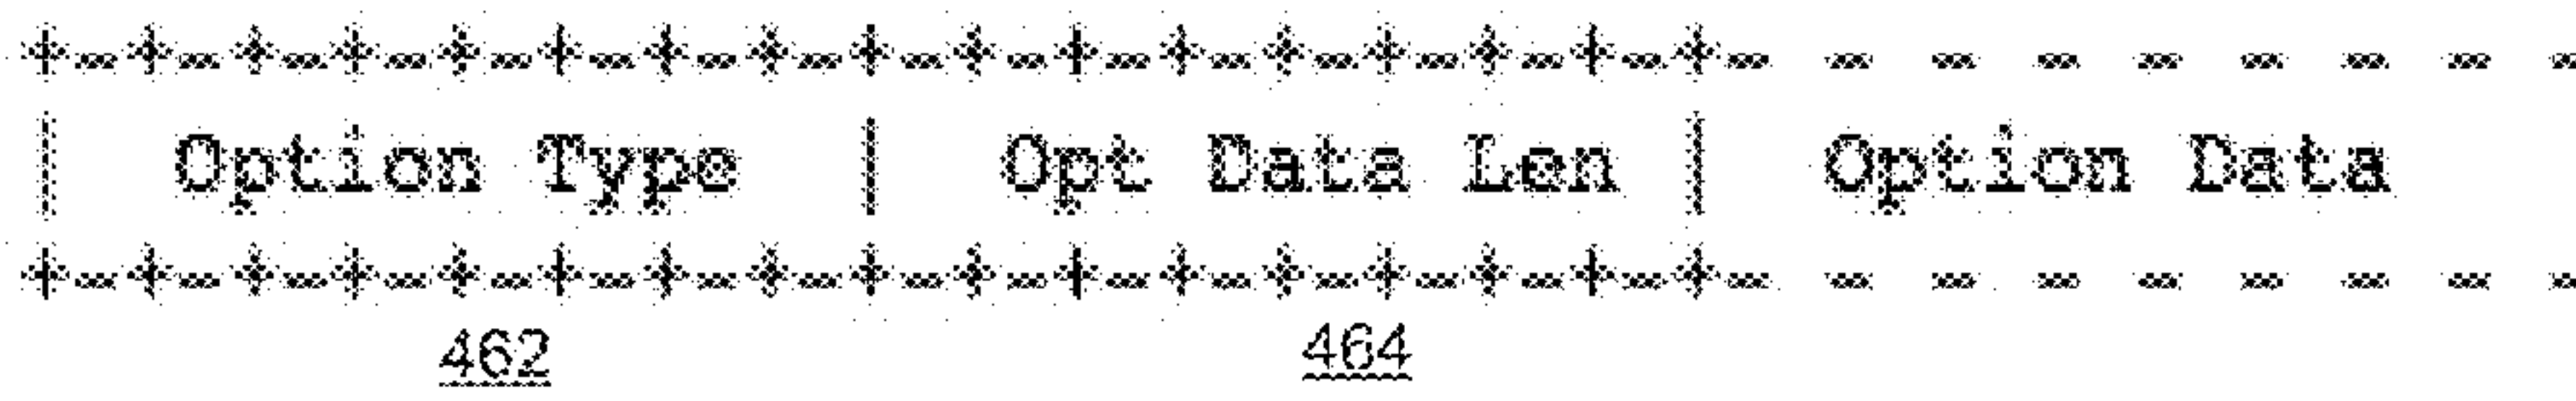 +-+-+-+-+-+-+-+-+-+-+-+-+-+-+-+-+- - - - - - - - -
|  Option Type  |  Opt Data Len |  Option Data
+-+-+-+-+-+-+-+-+-+-+-+-+-+-+-+-+- - - - - - - - -
462 464